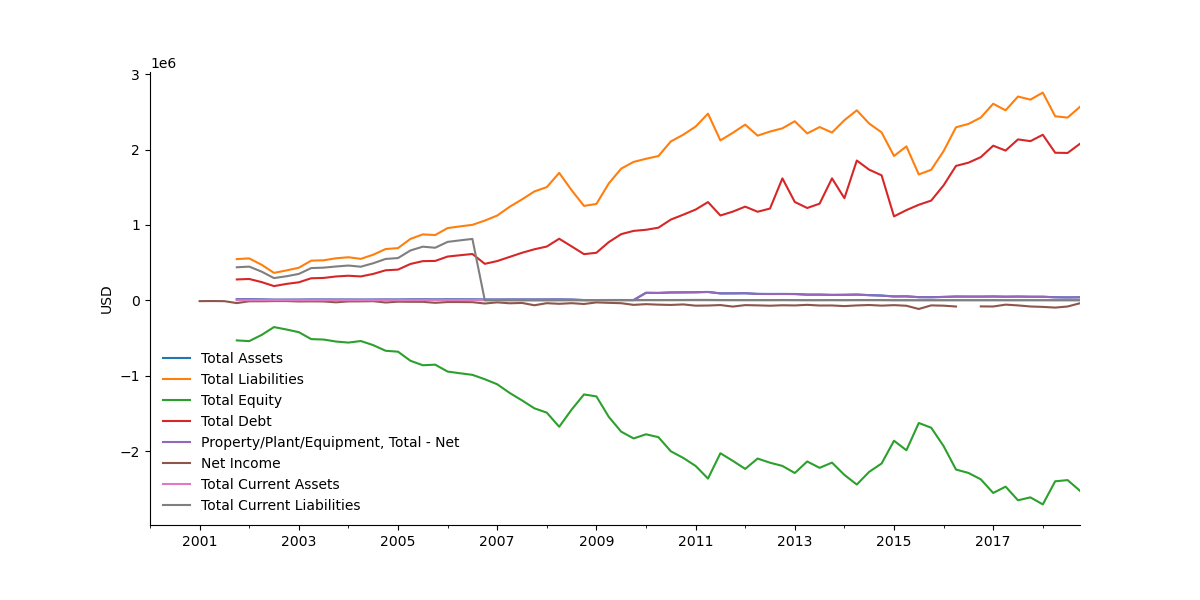 1e6
3
2
1
0
−1
−2
USD
Total Assets
Total Liabilities
Total Equity
Total Debt
Property/Plant/Equipment, Total - Net
Net Income
Total Current Assets
Total Current Liabilities
2001 2003 2005 2007 2009 2011 2013 2015 2017